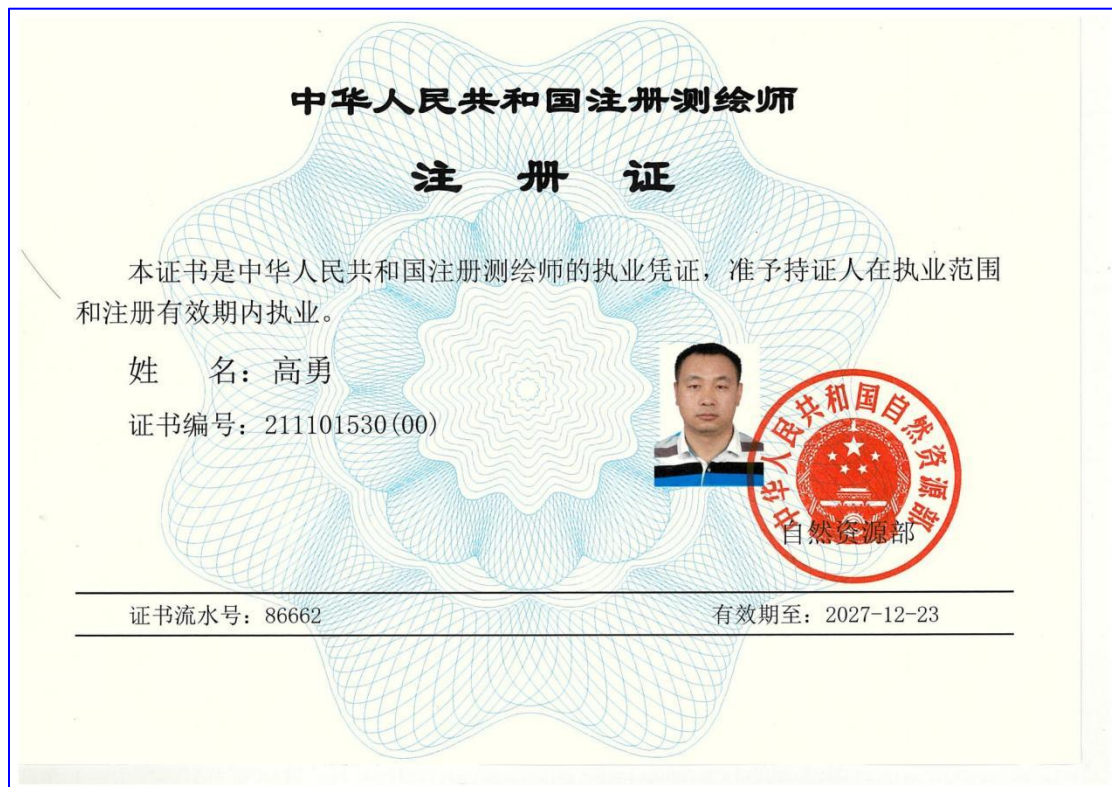 中华人民共和国注册测绘师
注 册 证
本证书是中华人民共和国注册测绘师的执业凭证，准予持证人在执业范围
和注册有效期内执业。
姓 名：高勇
证书编号：211101530(00)
中华人民共和国自然资源部
自然资源部
证书流水号：86662
有效期至：2027-12-23